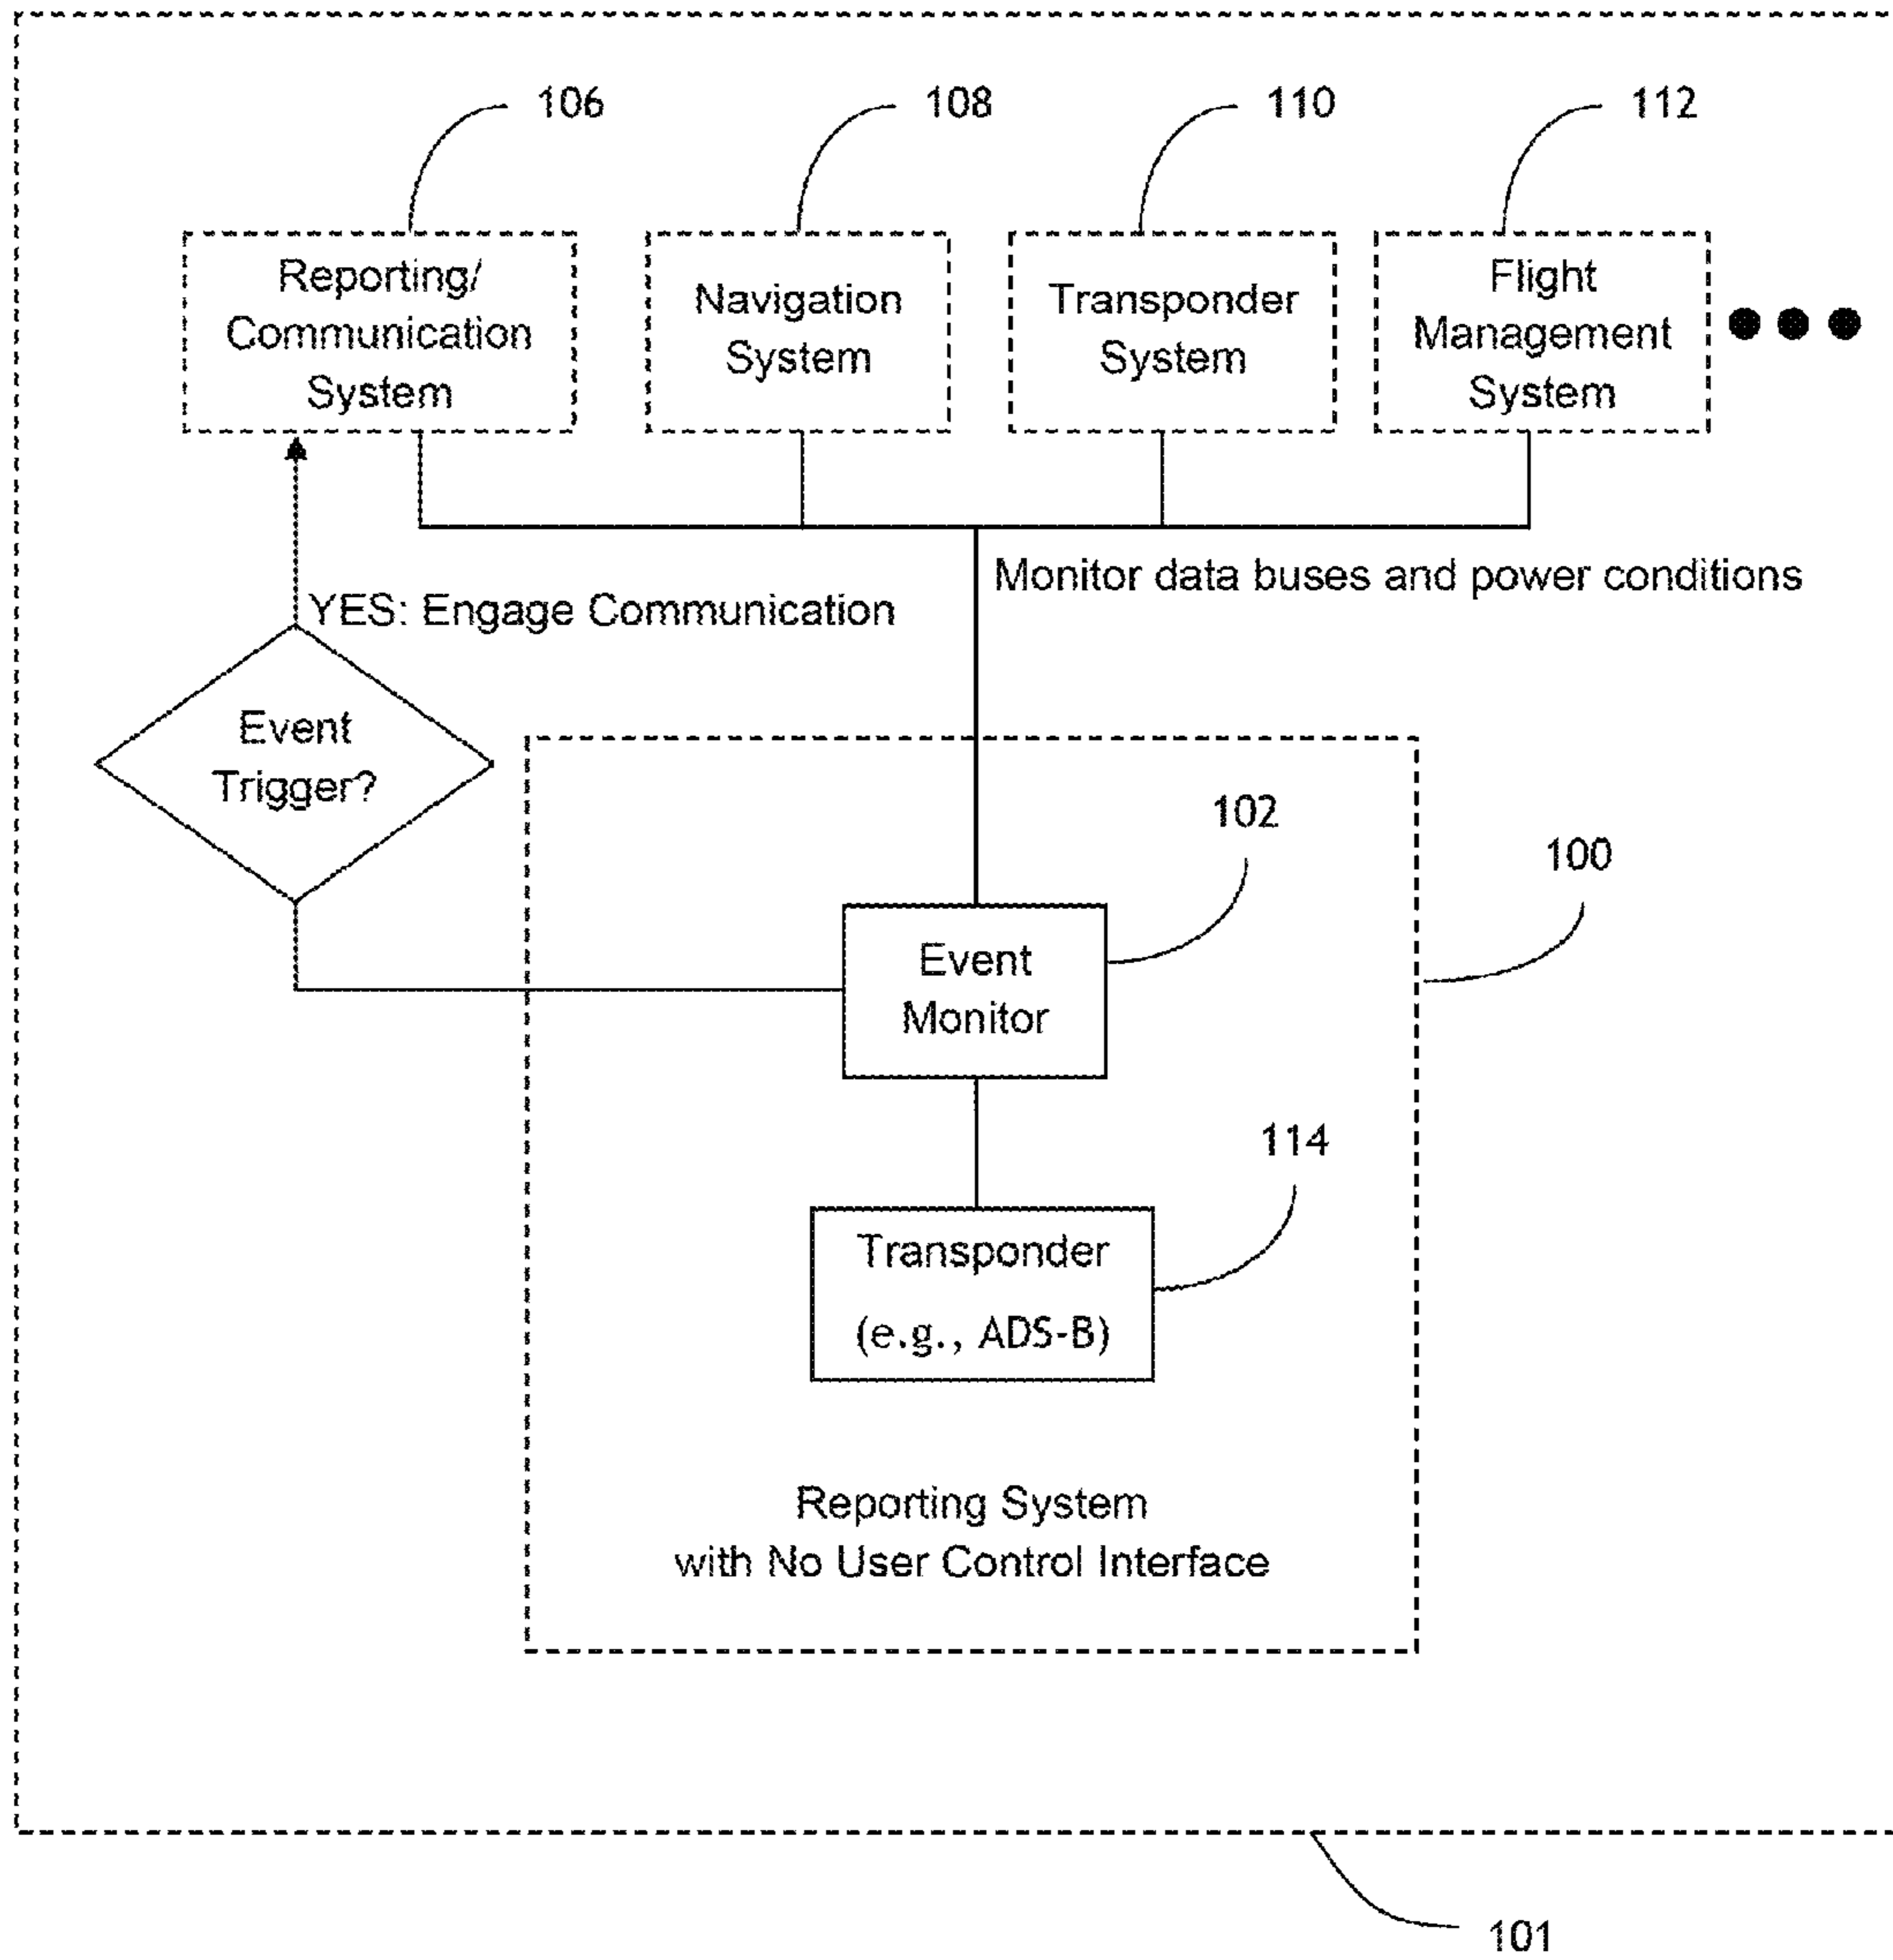 106
108
110
112
Reporting/
Communication
System
Navigation
System
Transponder
System
Flight
Management
System
Monitor data buses and power conditions
YES: Engage Communication
Event
Trigger?
102
100
Event
Monitor
114
Transponder
(e.g., ADS-B)
Reporting System
with No User Control Interface
101